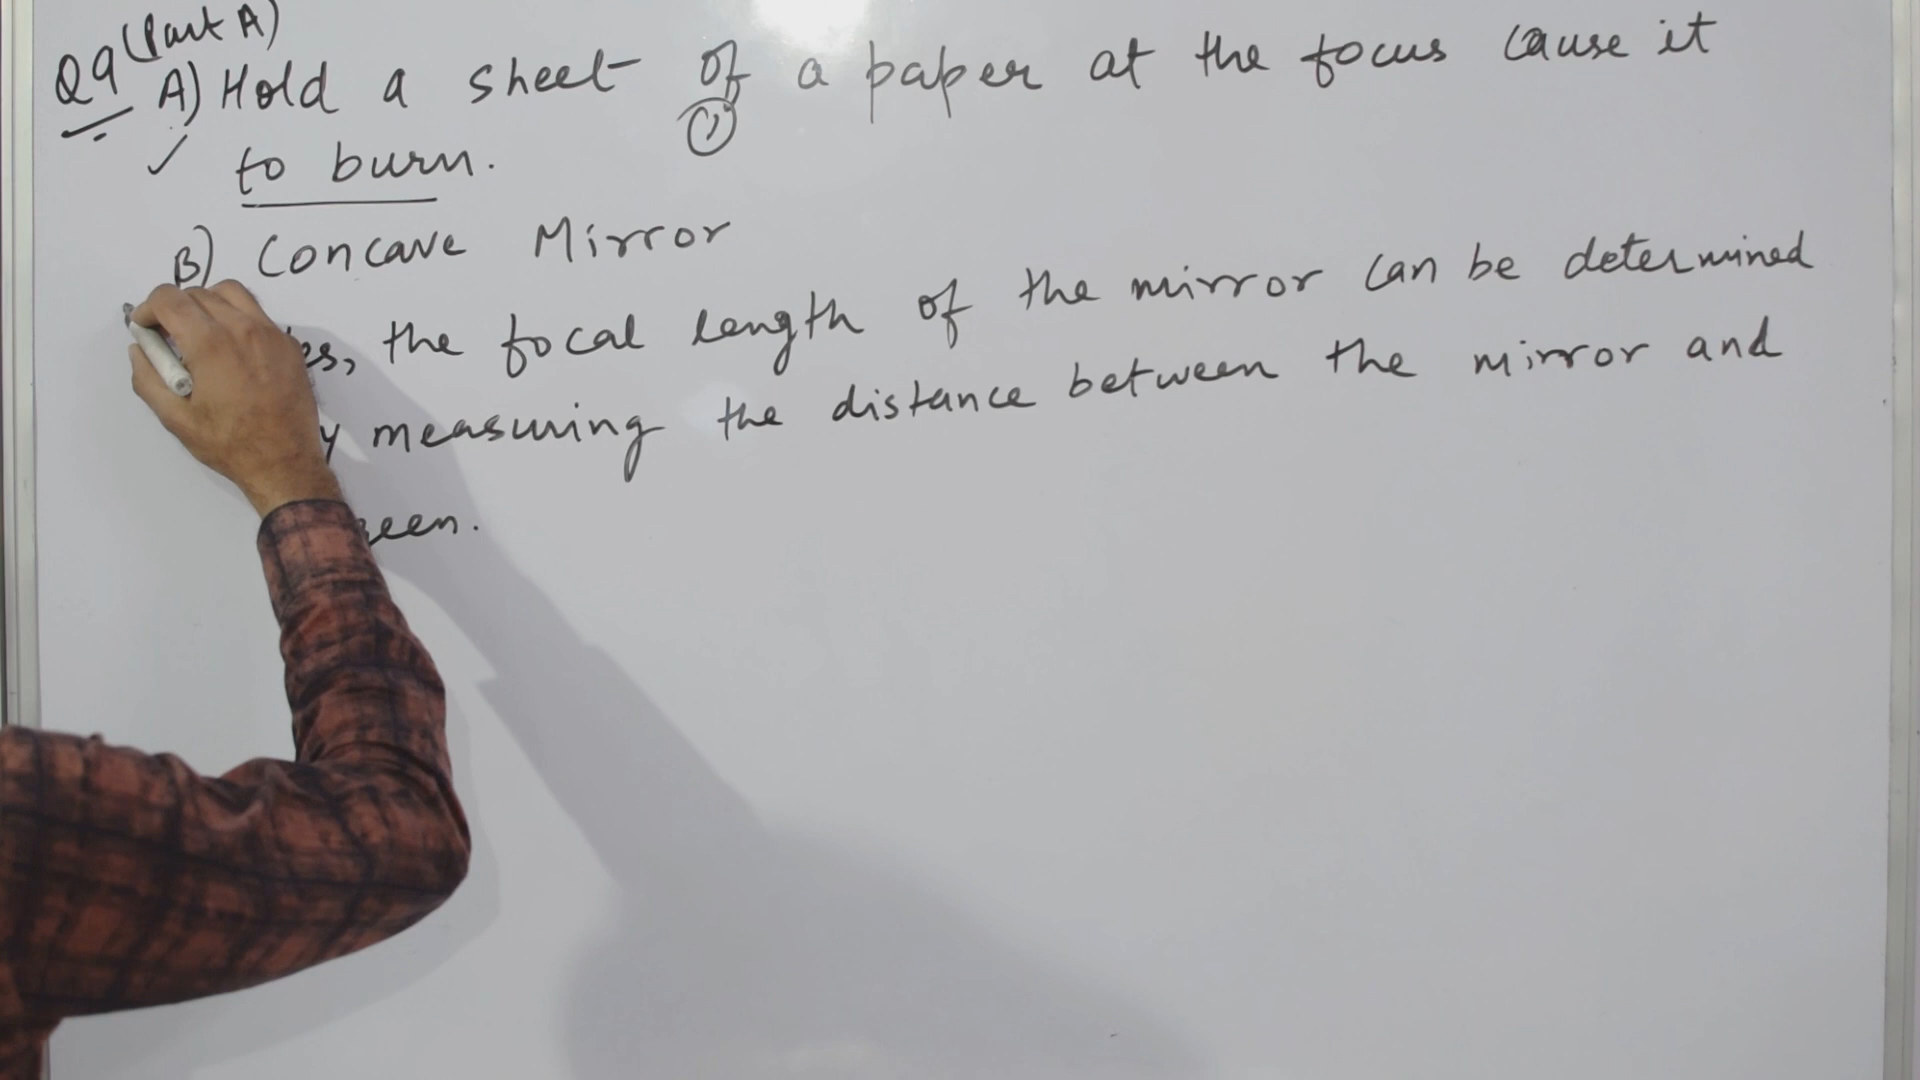 Q9 (Part A)
A) Hold a sheet of a paper at the focus cause it
to burn.
B) Concave Mirror
the focal length of the mirror can be determined
measuring the distance between the mirror and